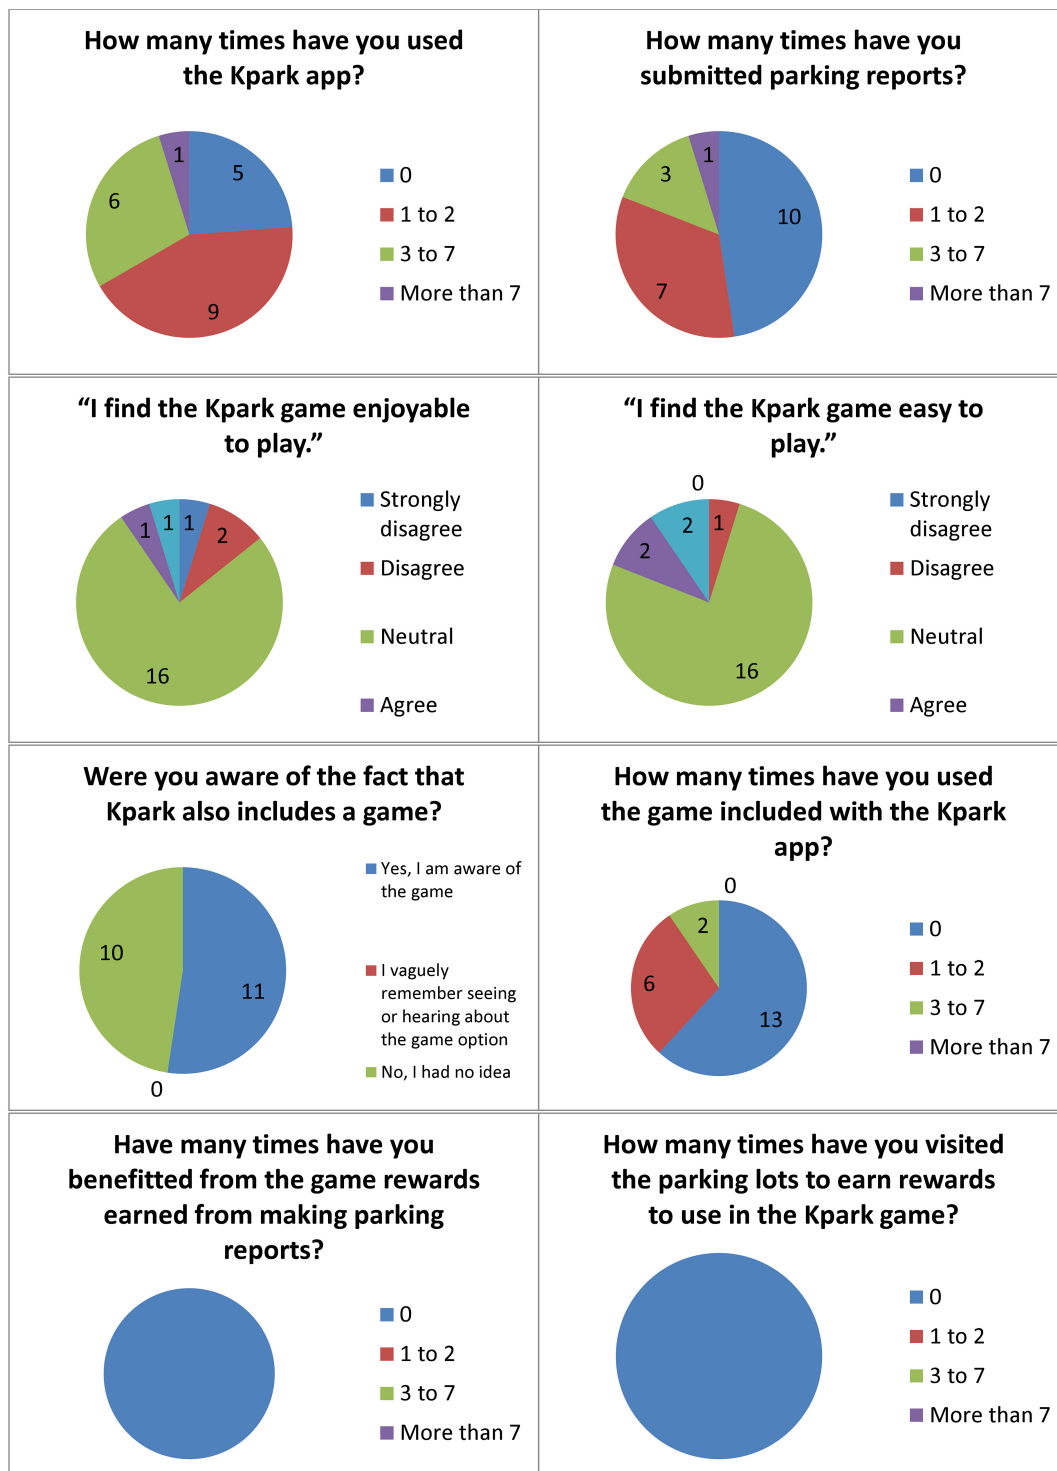 How many times have you used
the Kpark app?
1
5
6
9
0
1 to 2
3 to 7
More than 7
How many times have you
submitted parking reports?
1
3
10
7
0
1 to 2
3 to 7
More than 7
“I find the Kpark game enjoyable
to play.”
1
1
1
2
16
Strongly
disagree
Disagree
Neutral
Agree
“I find the Kpark game easy to
play.”
0
2
1
2
16
Strongly
disagree
Disagree
Neutral
Agree
Were you aware of the fact that
Kpark also includes a game?
10
11
0
Yes, I am aware of
the game
I vaguely
remember seeing
or hearing about
the game option
No, I had no idea
How many times have you used
the game included with the Kpark
app?
0
2
6
13
0
1 to 2
3 to 7
More than 7
Have many times have you
benefitted from the game rewards
earned from making parking
reports?
0
1 to 2
3 to 7
More than 7
How many times have you visited
the parking lots to earn rewards
to use in the Kpark game?
0
1 to 2
3 to 7
More than 7